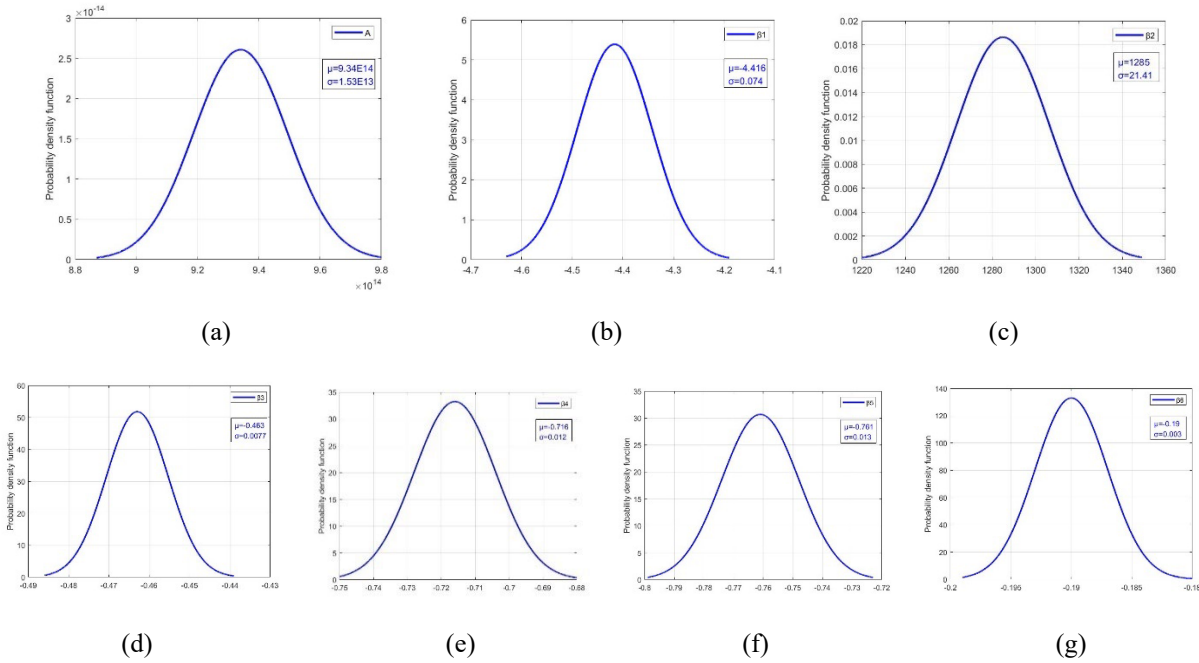 ×10⁻¹⁴
3
2.5
2
1.5
1
0.5
0
Probability density function
A
μ=9.34E14
σ=1.53E13
8.8 9 9.2 9.4 9.6 9.8
×10¹⁴
(a)
6
5
4
3
2
1
0
Probability density function
β1
μ=-4.416
σ=0.074
-4.7 -4.6 -4.5 -4.4 -4.3 -4.2 -4.1
(b)
0.02
0.018
0.016
0.014
0.012
0.01
0.008
0.006
0.004
0.002
0
Probability density function
β2
μ=1285
σ=21.41
1220 1240 1260 1280 1300 1320 1340 1360
(c)
60
50
40
30
20
10
0
Probability density function
β3
μ=-0.463
σ=0.0077
-0.49 -0.48 -0.47 -0.46 -0.45 -0.44 -0.43
(d)
35
30
25
20
15
10
5
0
Probability density function
β4
μ=-0.716
σ=0.012
-0.75 -0.74 -0.73 -0.72 -0.71 -0.7 -0.69 -0.68
(e)
35
30
25
20
15
10
5
0
Probability density function
β5
μ=-0.761
σ=0.013
-0.8 -0.79 -0.78 -0.77 -0.76 -0.75 -0.74 -0.73 -0.72
(f)
140
120
100
80
60
40
20
0
Probability density function
β6
μ=-0.19
σ=0.003
-0.2 -0.195 -0.19 -0.185 -0.18
(g)